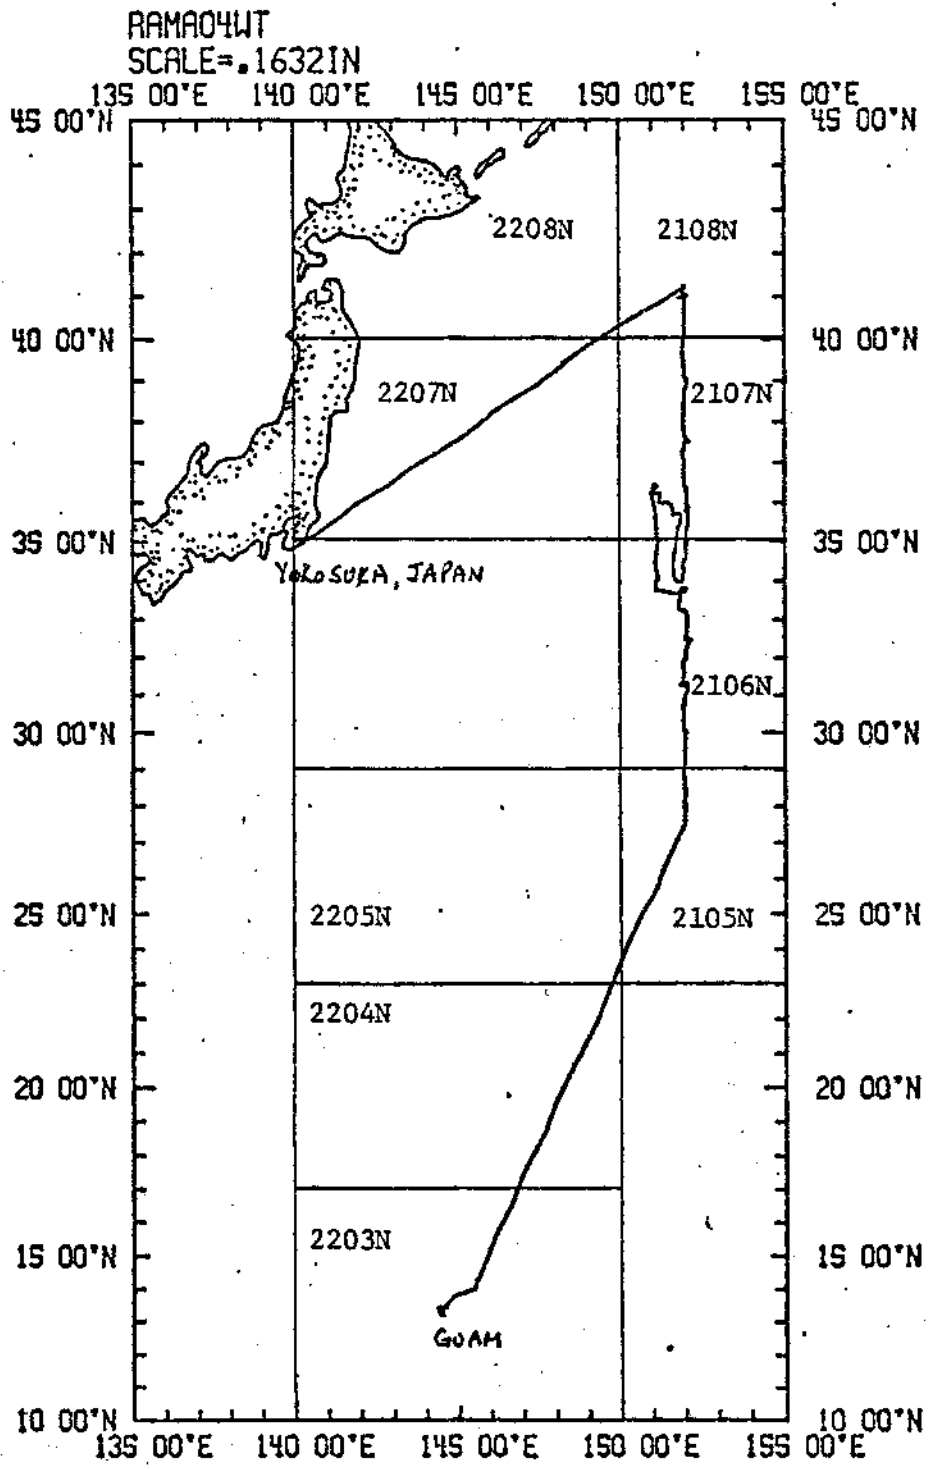 RAMA04WT
SCALE=.1632IN
135 00'E 140 00'E 145 00'E 150 00'E 155 00'E
45 00'N 45 00'N
2208N 2108N
40 00'N 40 00'N
2207N 2107N
35 00'N 35 00'N
YOKOSUKA, JAPAN
2106N
30 00'N 30 00'N
25 00'N 2205N 2105N 25 00'N
2204N
20 00'N 20 00'N
2203N
15 00'N 15 00'N
GUAM
10 00'N 10 00'N
135 00'E 140 00'E 145 00'E 150 00'E 155 00'E